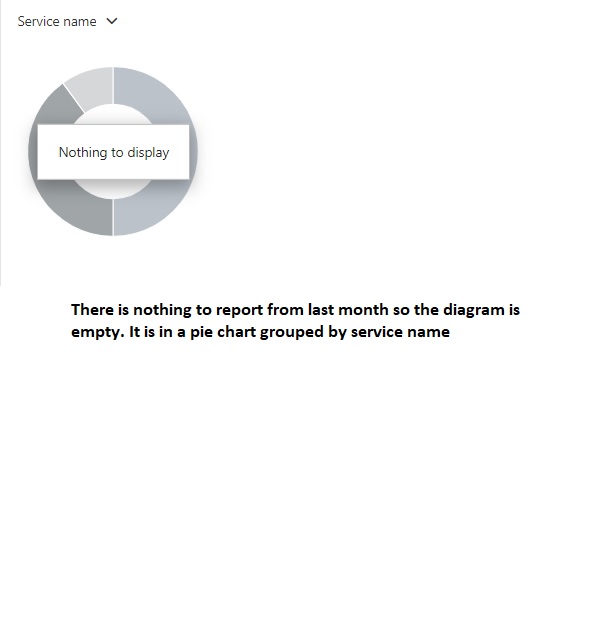 Service name
Nothing to display
There is nothing to report from last month so the diagram is
empty. It is in a pie chart grouped by service name